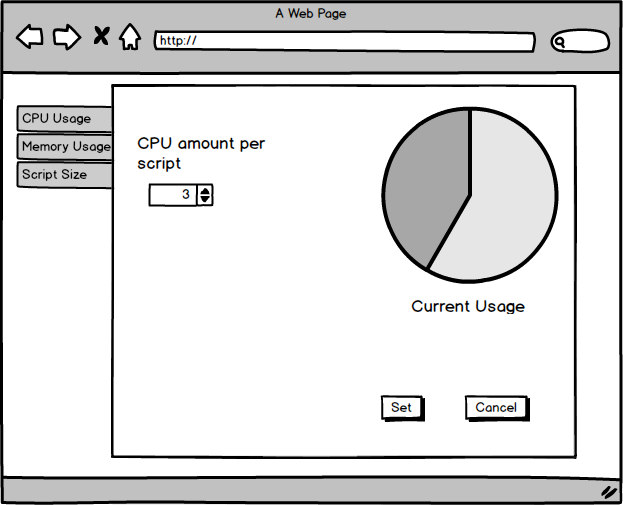 A Web Page
http://
CPU Usage
Memory Usage
Script Size
CPU amount per
script
3
Current Usage
Set
Cancel